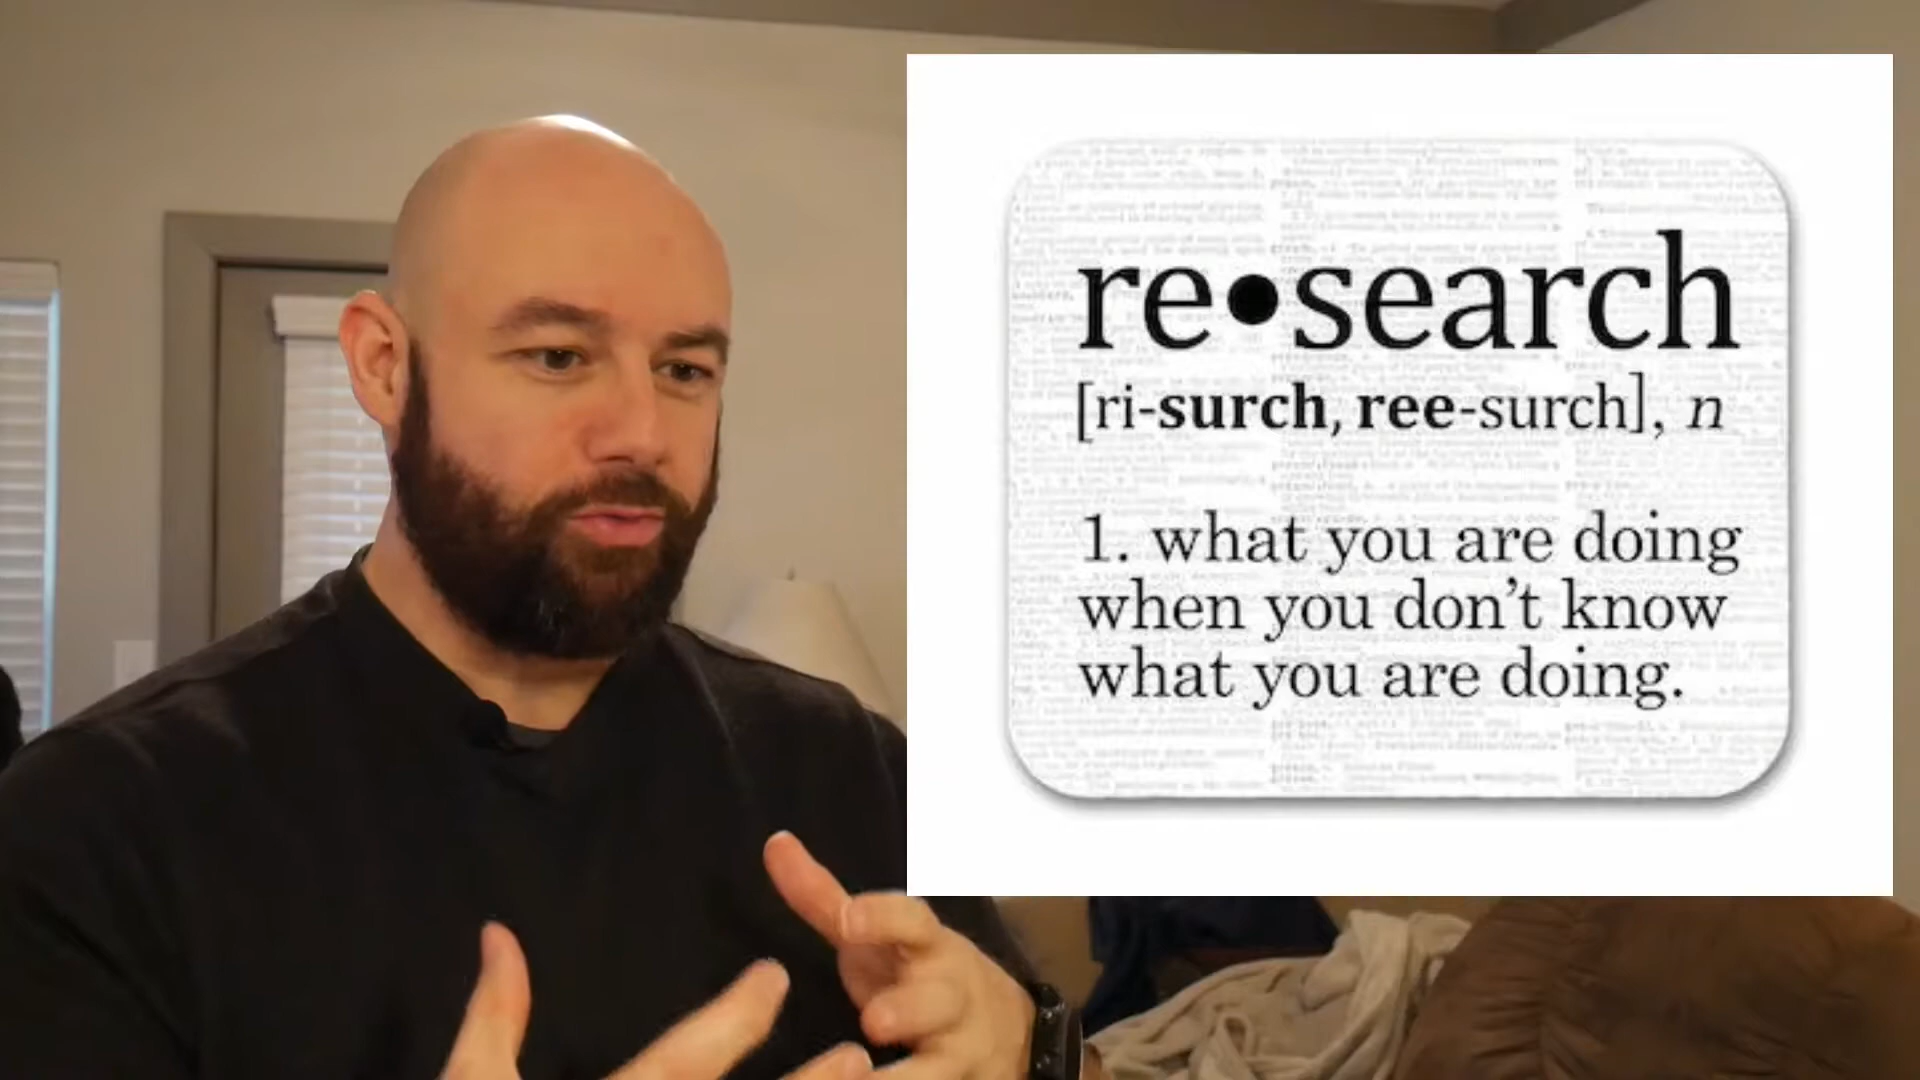 re•search
[ri-surch, ree-surch], n
1. what you are doing
when you don't know
what you are doing.